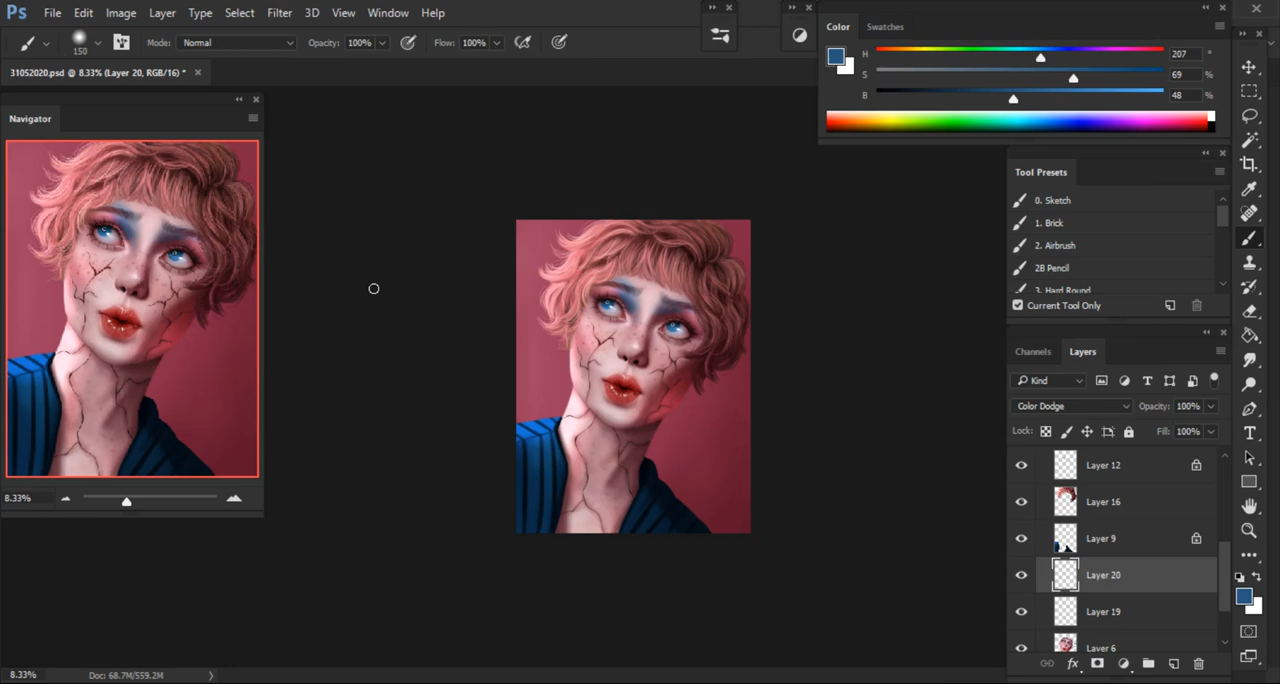 Ps File Edit Image Layer Type Select Filter 3D View Window Help
150 Mode: Normal Opacity: 100% Flow: 100%
31052020.psd @ 8.33% (Layer 20, RGB/16) * ×
Navigator
8.33%
Color Swatches
H 207 °
S 69 %
B 48 %
Tool Presets
0. Sketch
1. Brick
2. Airbrush
2B Pencil
3. Hard Round
Current Tool Only
Channels Layers
Kind
Color Dodge Opacity: 100%
Lock: Fill: 100%
Layer 12
Layer 16
Layer 9
Layer 20
Layer 19
Layer 6
fx
8.33% Doc: 68.7M/559.2M